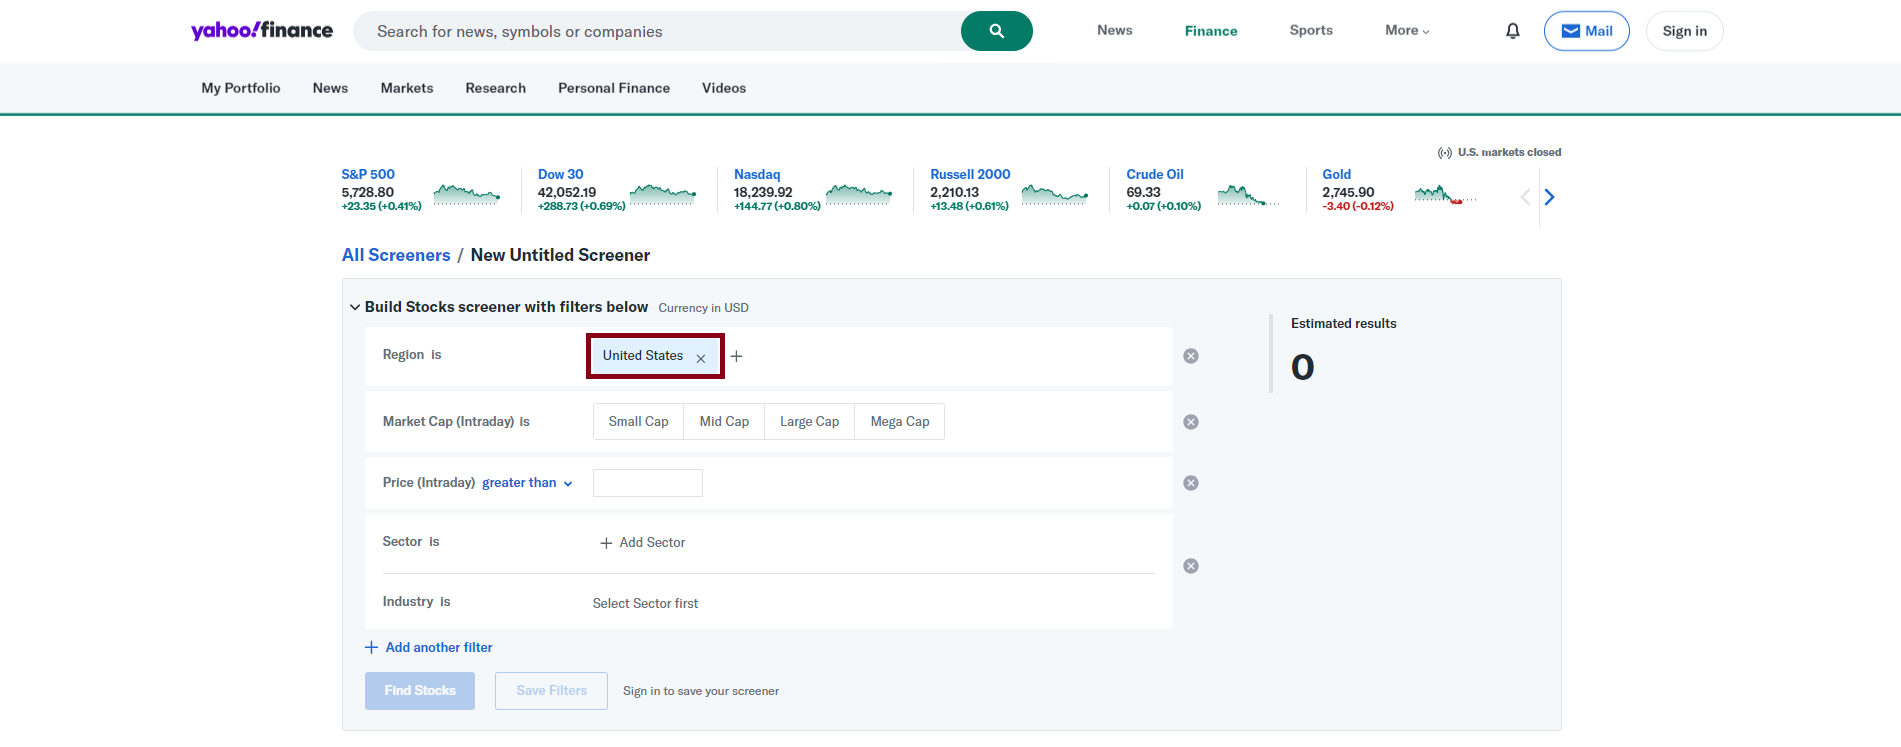 yahoo!finance
Search for news, symbols or companies
News Finance Sports More
Mail
Sign in
My Portfolio News Markets Research Personal Finance Videos
U.S. markets closed
S&P 500
5,728.80
+23.35 (+0.41%)
Dow 30
42,052.19
+288.73 (+0.69%)
Nasdaq
18,239.92
+144.77 (+0.80%)
Russell 2000
2,210.13
+13.48 (+0.61%)
Crude Oil
69.33
+0.07 (+0.10%)
Gold
2,745.90
-3.40 (-0.12%)
All Screeners / New Untitled Screener
Build Stocks screener with filters below Currency in USD
Estimated results
0
Region is United States
Market Cap (Intraday) is Small Cap Mid Cap Large Cap Mega Cap
Price (Intraday) greater than
Sector is Add Sector
Industry is Select Sector first
Add another filter
Find Stocks Save Filters Sign in to save your screener